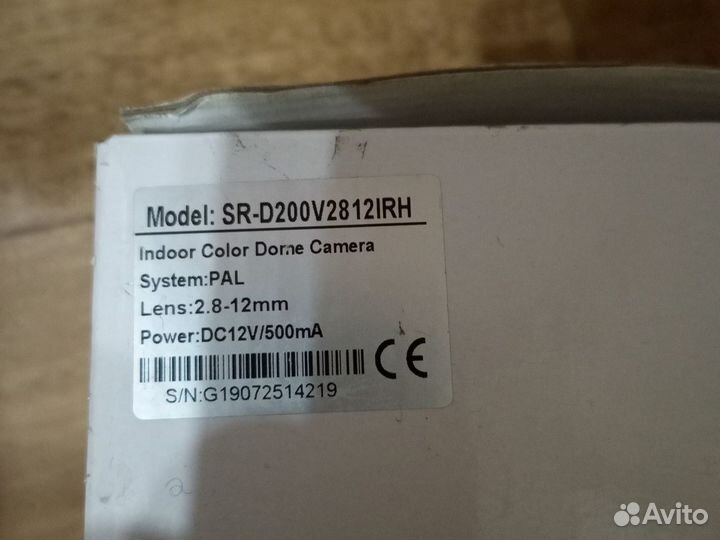 Model: SR-D200V2812IRH
Indoor Color Dome Camera
System:PAL
Lens:2.8-12mm
Power:DC12V/500mA
CE
S/N:G19072514219
2
Avito